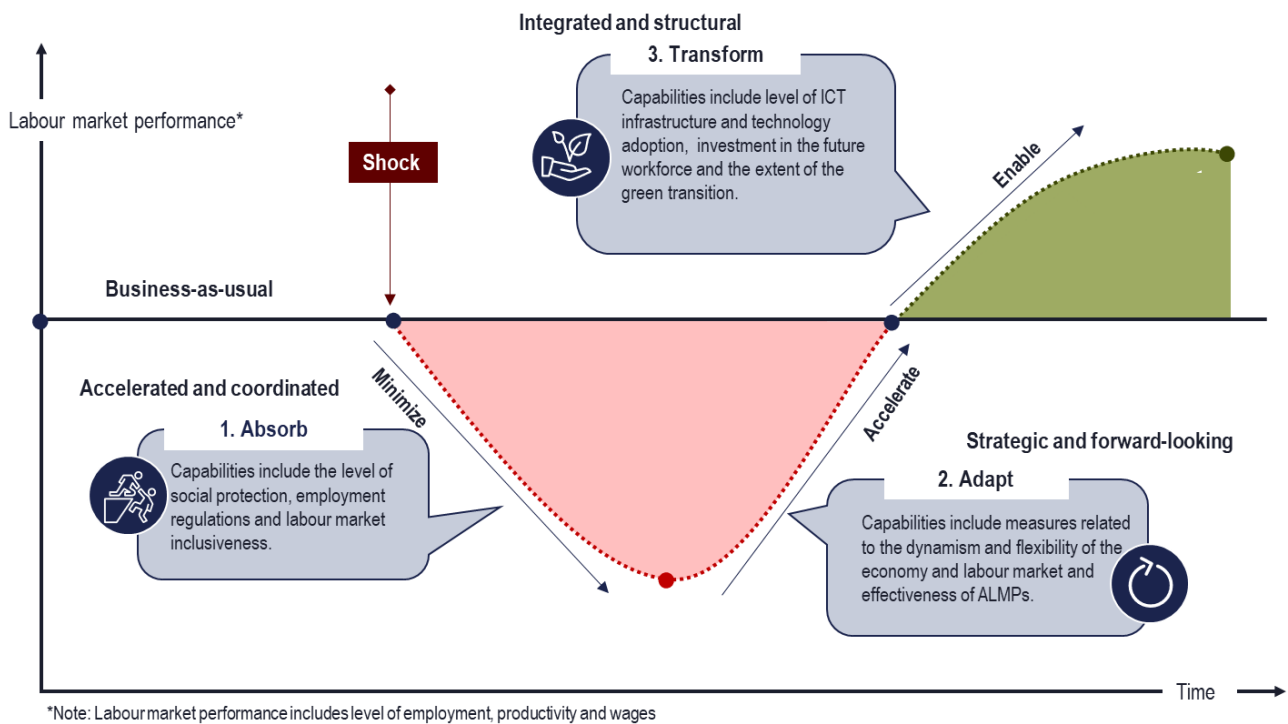 Integrated and structural
3. Transform
Capabilities include level of ICT
infrastructure and technology
adoption, investment in the future
workforce and the extent of the
green transition.
Labour market performance*
Shock
Enable
Business-as-usual
Minimize
Accelerate
Accelerated and coordinated
1. Absorb
Capabilities include the level of
social protection, employment
regulations and labour market
inclusiveness.
Strategic and forward-looking
2. Adapt
Capabilities include measures related
to the dynamism and flexibility of the
economy and labour market and
effectiveness of ALMPs.
Time
*Note: Labour market performance includes level of employment, productivity and wages